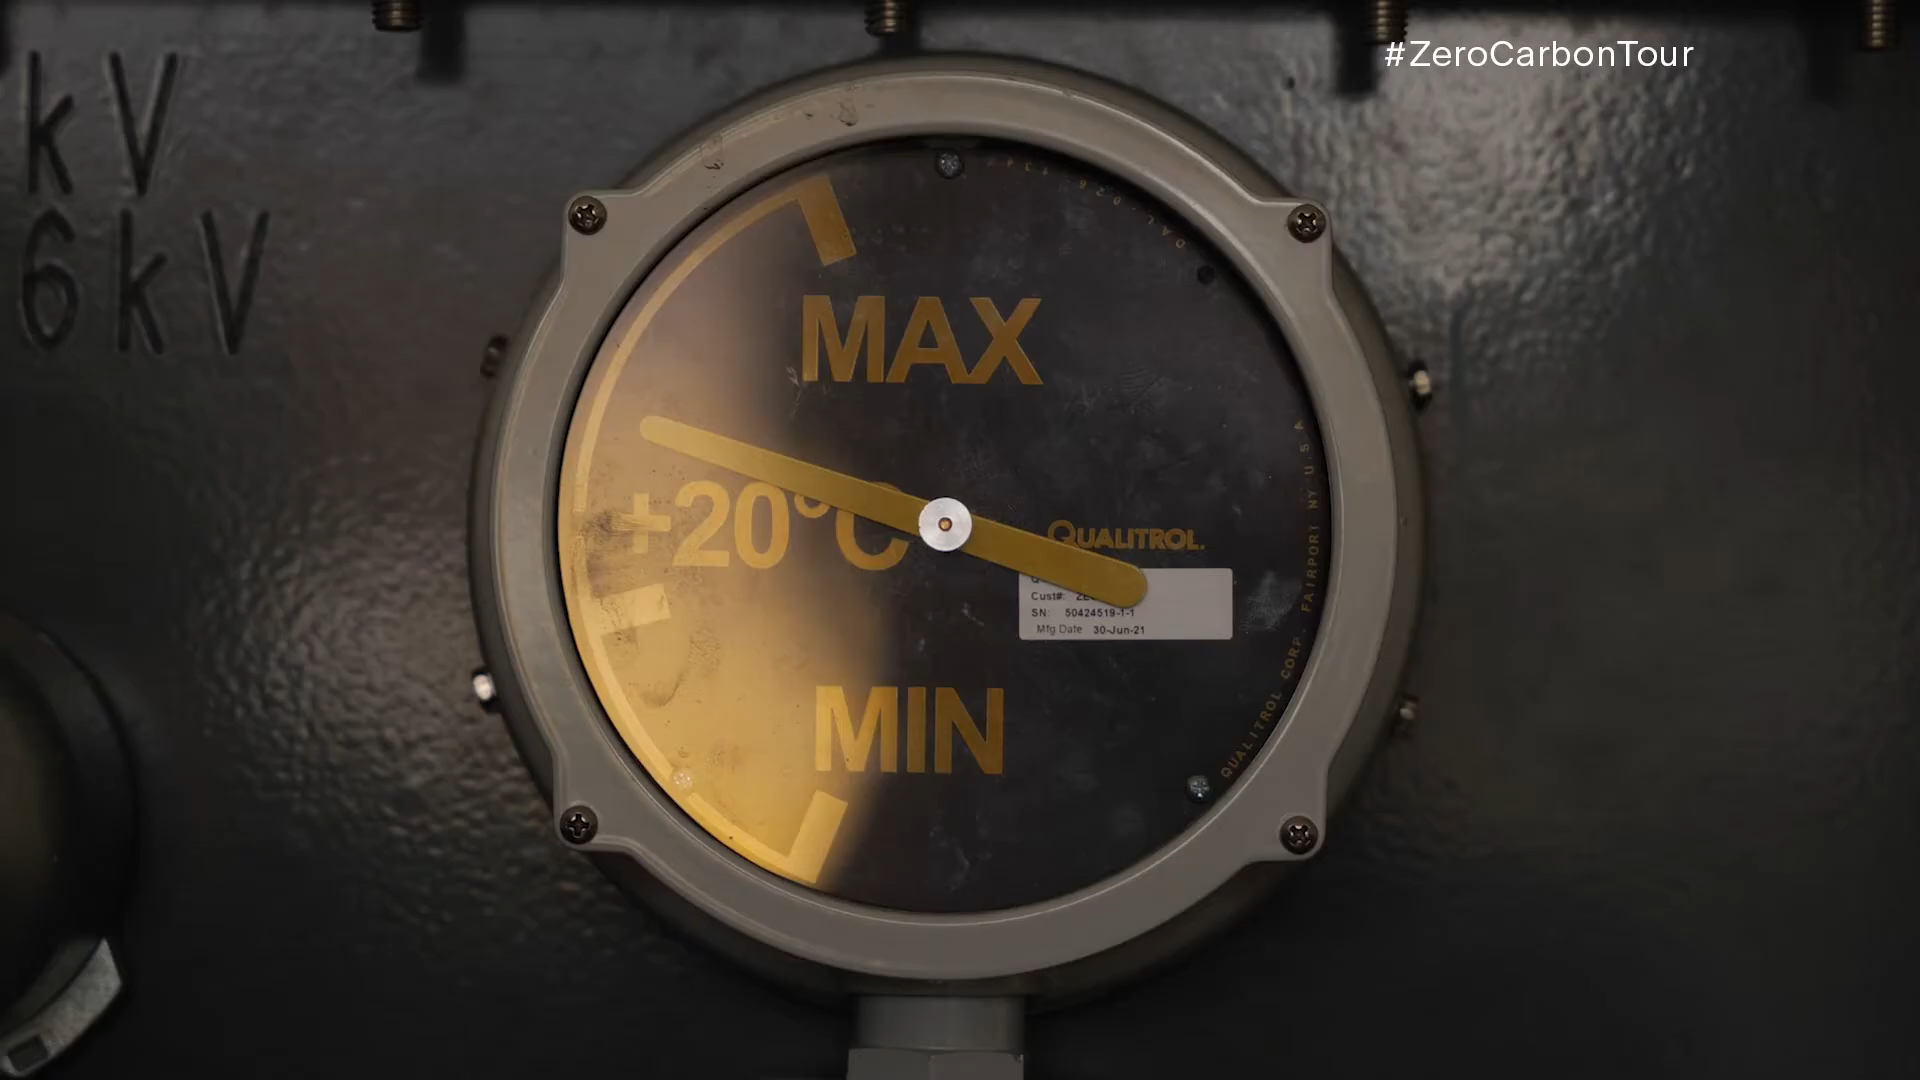 #ZeroCarbonTour
kV
6kV
MAX
+20°C
QUALITROL.
Cust#:
SN: 50424519-1-1
Mfg Date 30-Jun-21
MIN
QUALITROL CORP. FAIRPORT NY U.S.A